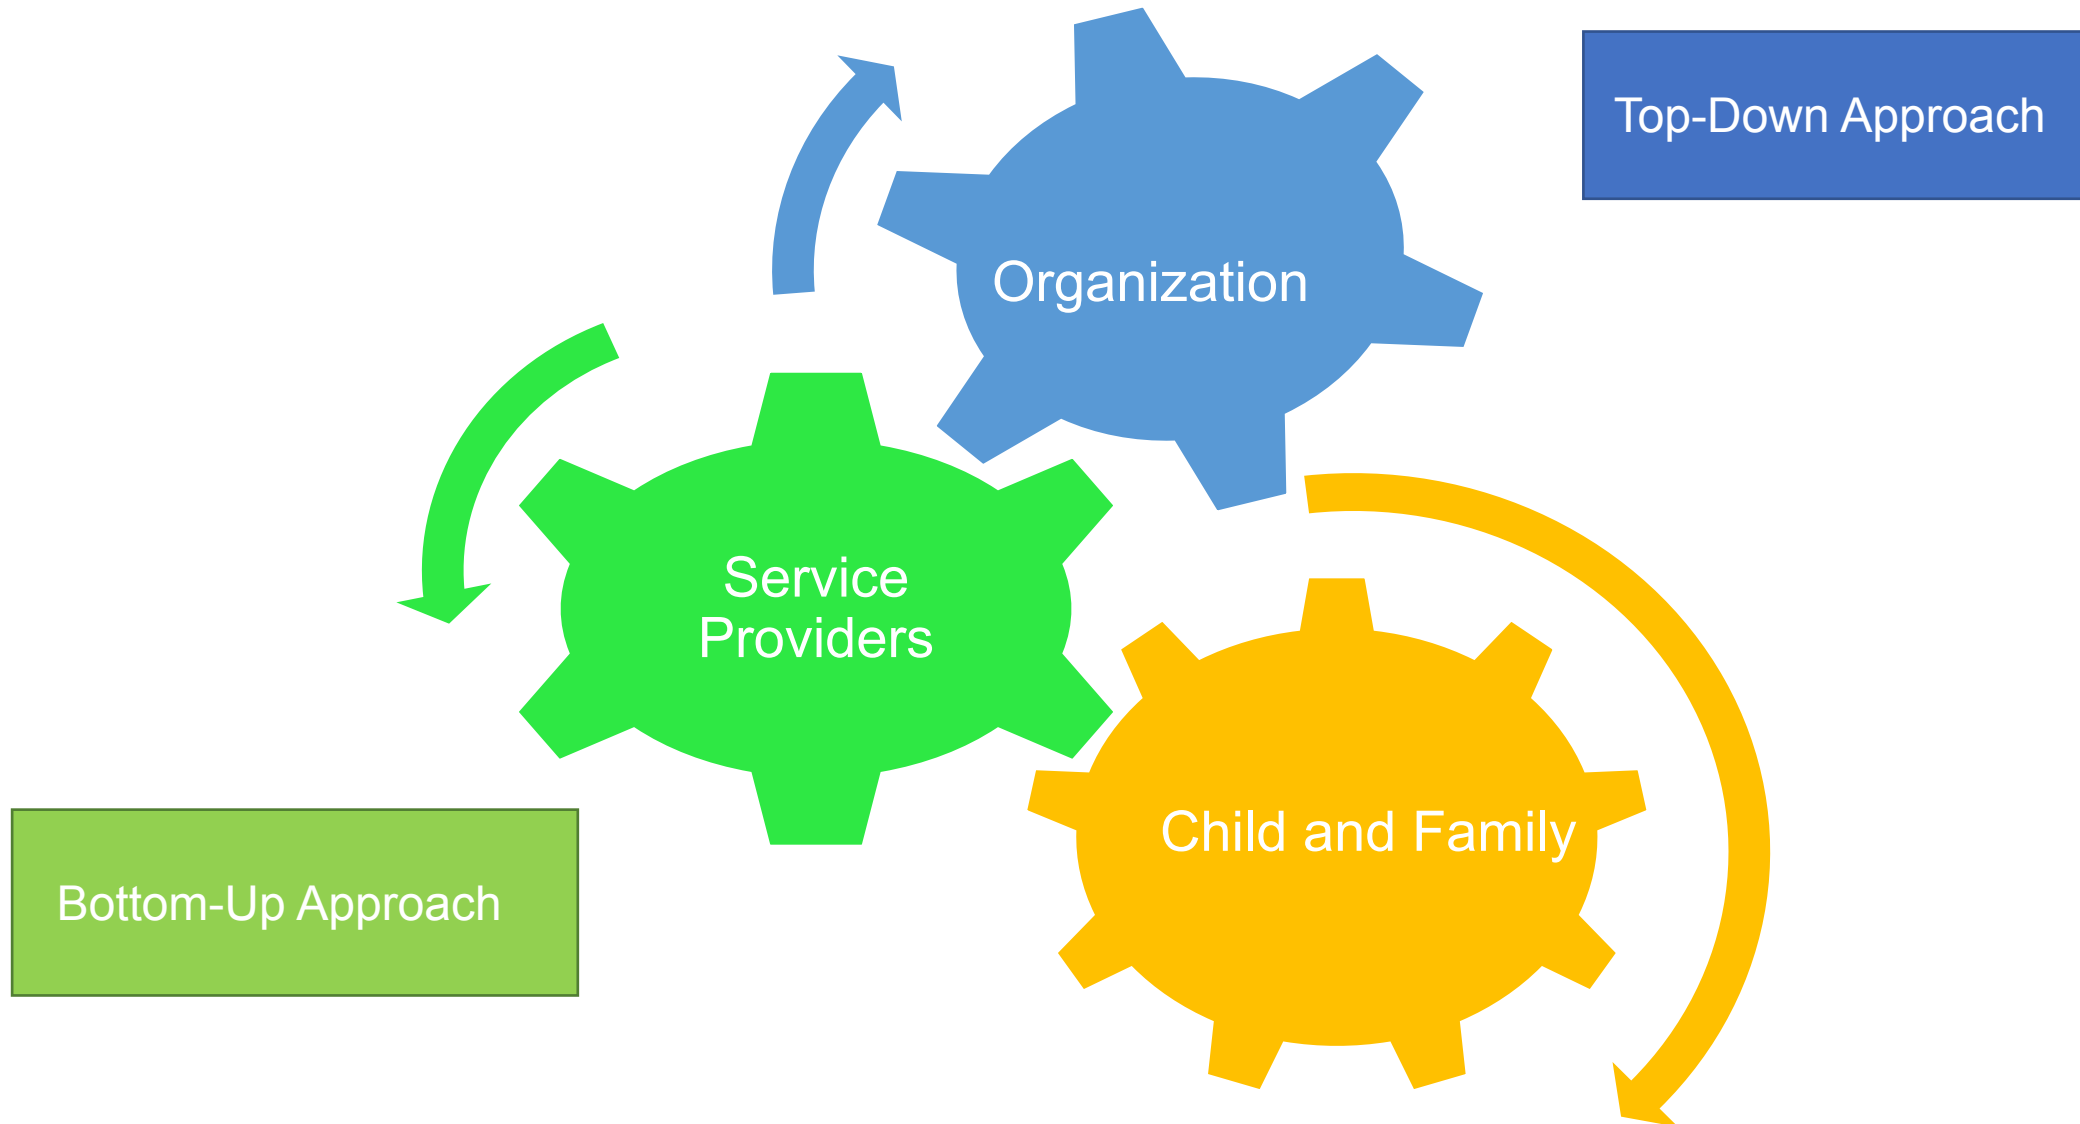 Top-Down Approach
Organization
Service
Providers
Child and Family
Bottom-Up Approach